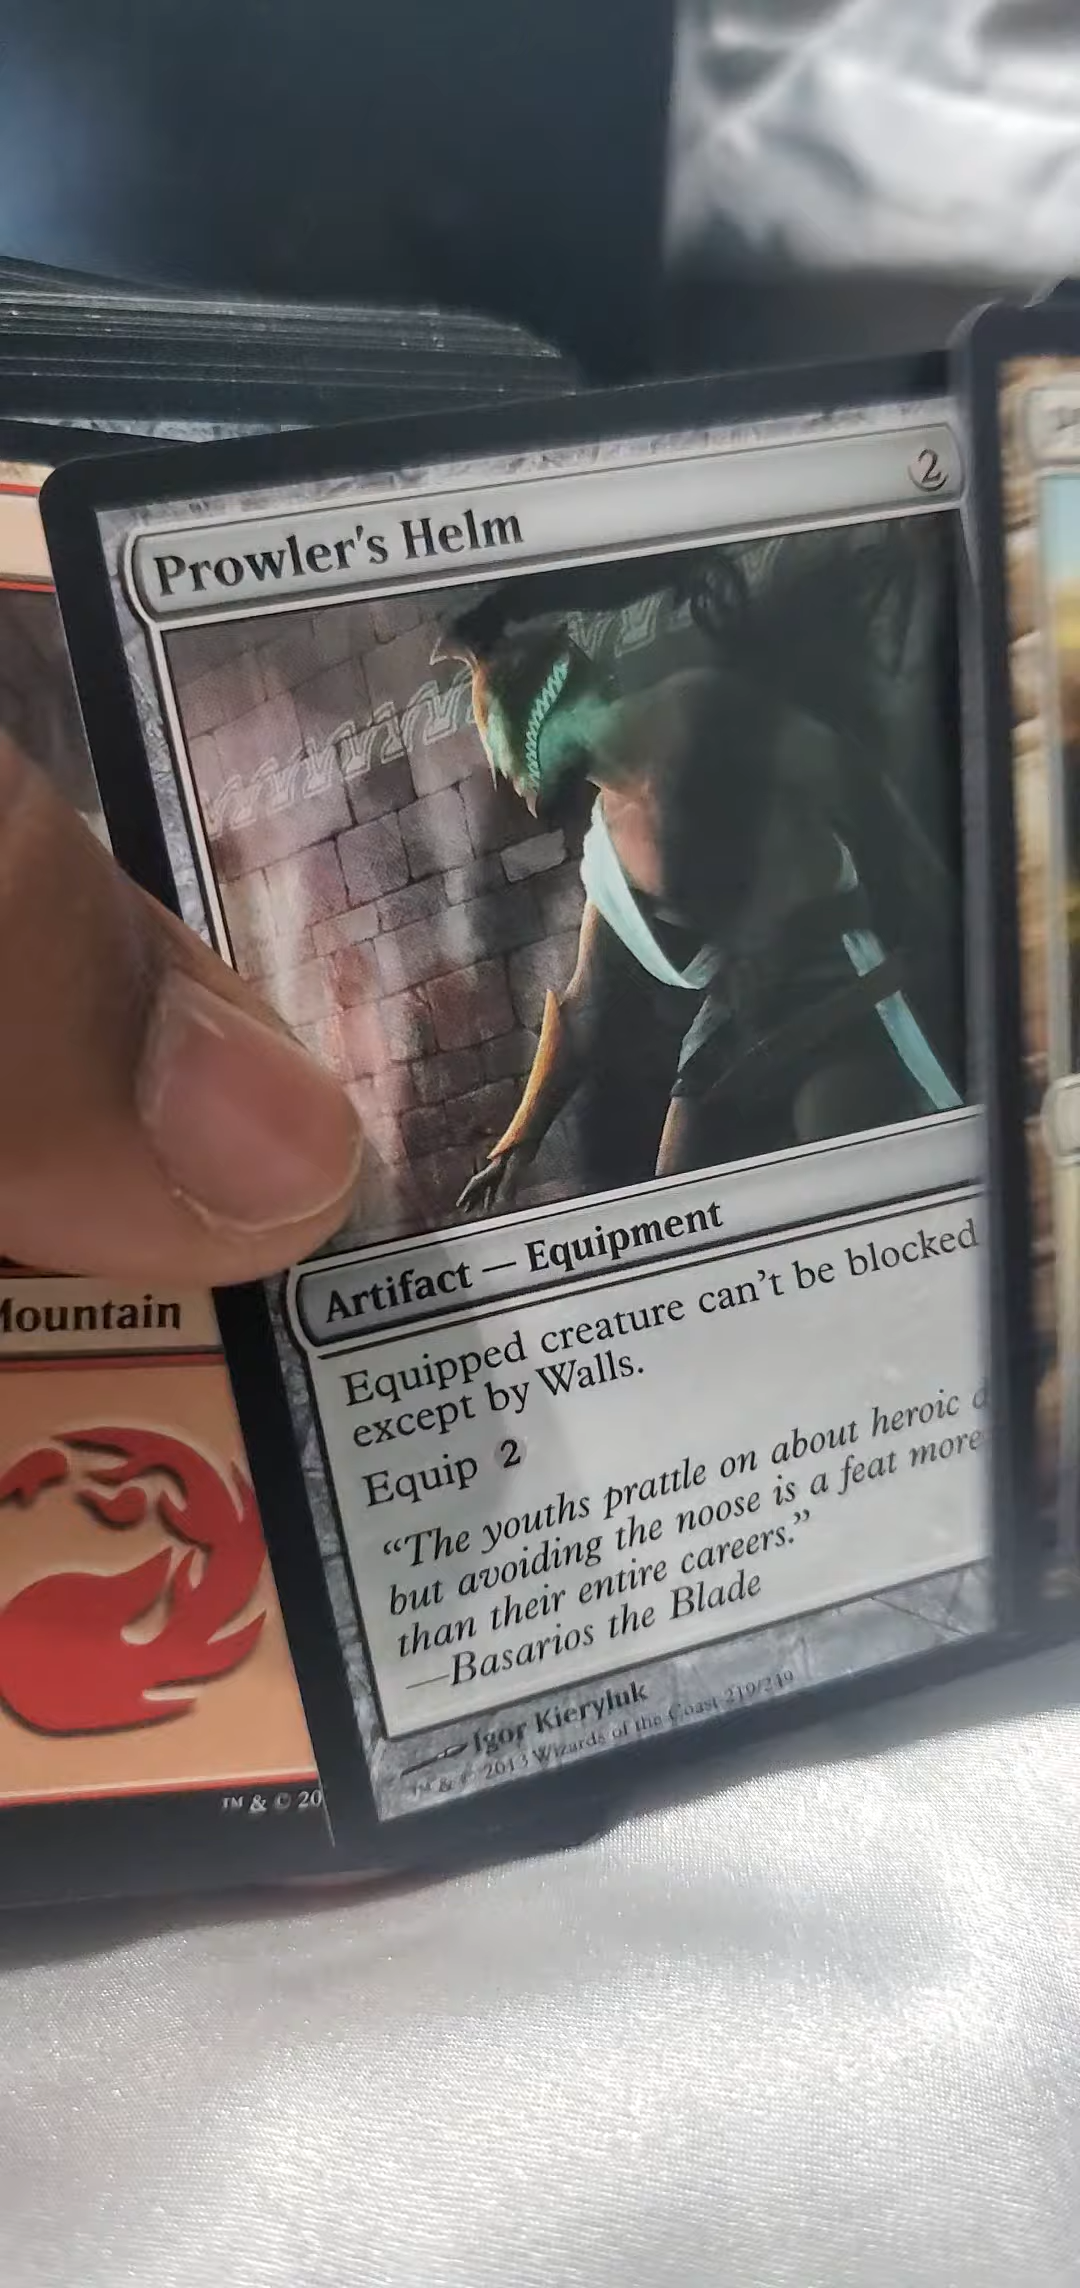 Prowler's Helm
2
Artifact — Equipment
Equipped creature can't be blocked
except by Walls.
Equip 2
“The youths prattle on about heroic
but avoiding the noose is a feat more
than their entire careers.”
—Basarios the Blade
Igor Kieryluk
™ & © 2013 Wizards of the Coast 219/249
Mountain
™ & © 20